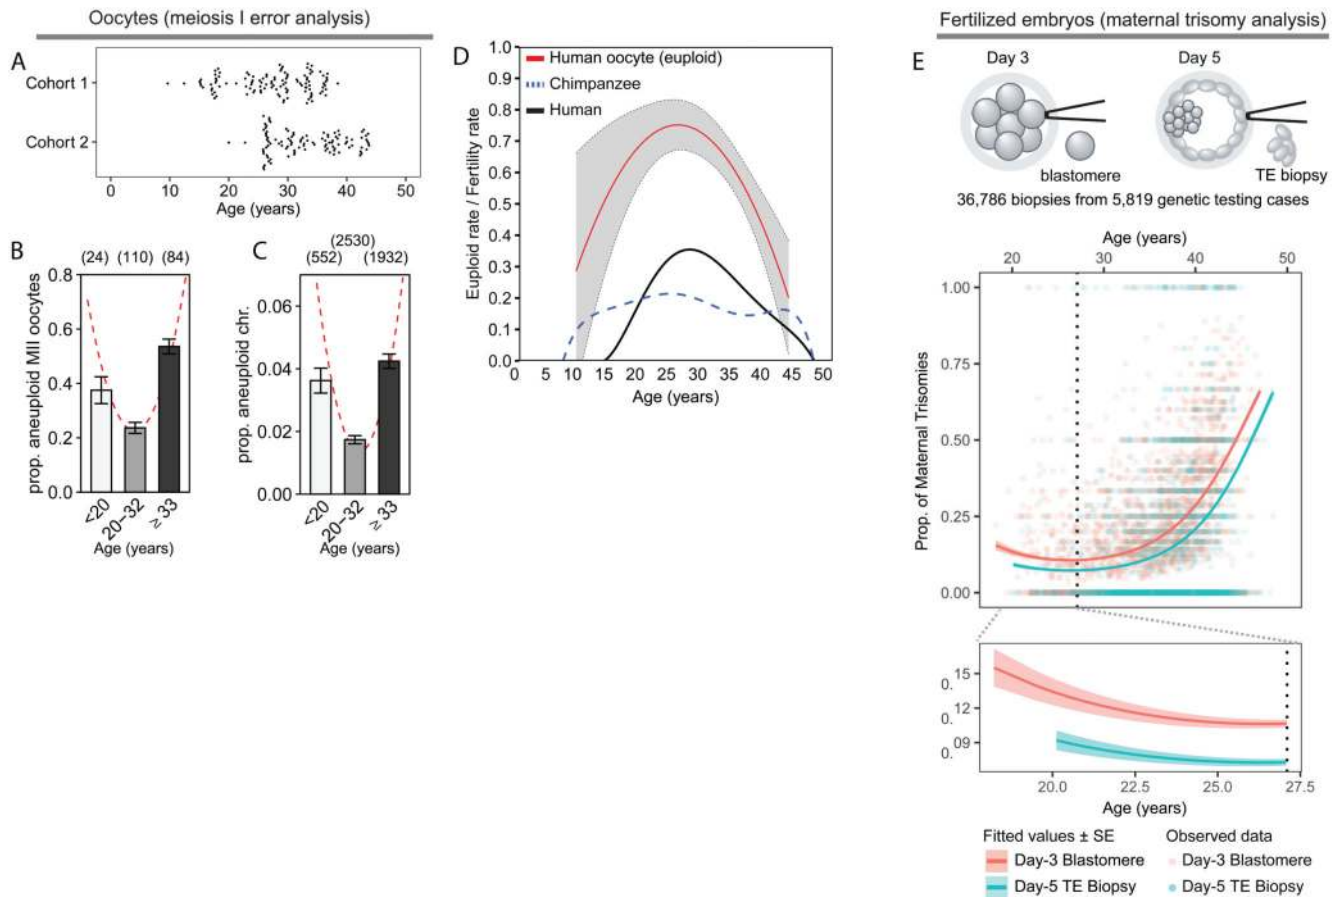 Oocytes (meiosis I error analysis)
A
Cohort 1
Cohort 2
0 10 20 30 40 50
Age (years)
B
(24) (110) (84)
prop. aneuploid MII oocytes
0.8
0.6
0.4
0.2
0.0
<20 20–32 ≥ 33
Age (years)
C
(2530)
(552) (1932)
prop. aneuploid chr.
0.06
0.04
0.02
0.00
<20 20–32 ≥ 33
Age (years)
D
Human oocyte (euploid)
Chimpanzee
Human
Euploid rate / Fertility rate
1.0
0.9
0.8
0.7
0.6
0.5
0.4
0.3
0.2
0.1
0.0
0 5 10 15 20 25 30 35 40 45 50
Age (years)
Fertilized embryos (maternal trisomy analysis)
E
Day 3 Day 5
blastomere TE biopsy
36,786 biopsies from 5,819 genetic testing cases
Age (years)
20 30 40 50
Prop. of Maternal Trisomies
1.00
0.75
0.50
0.25
0.00
15
0.
12
0.
09
0.
20.0 22.5 25.0 27.5
Age (years)
Fitted values ± SE Observed data
Day-3 Blastomere Day-3 Blastomere
Day-5 TE Biopsy Day-5 TE Biopsy